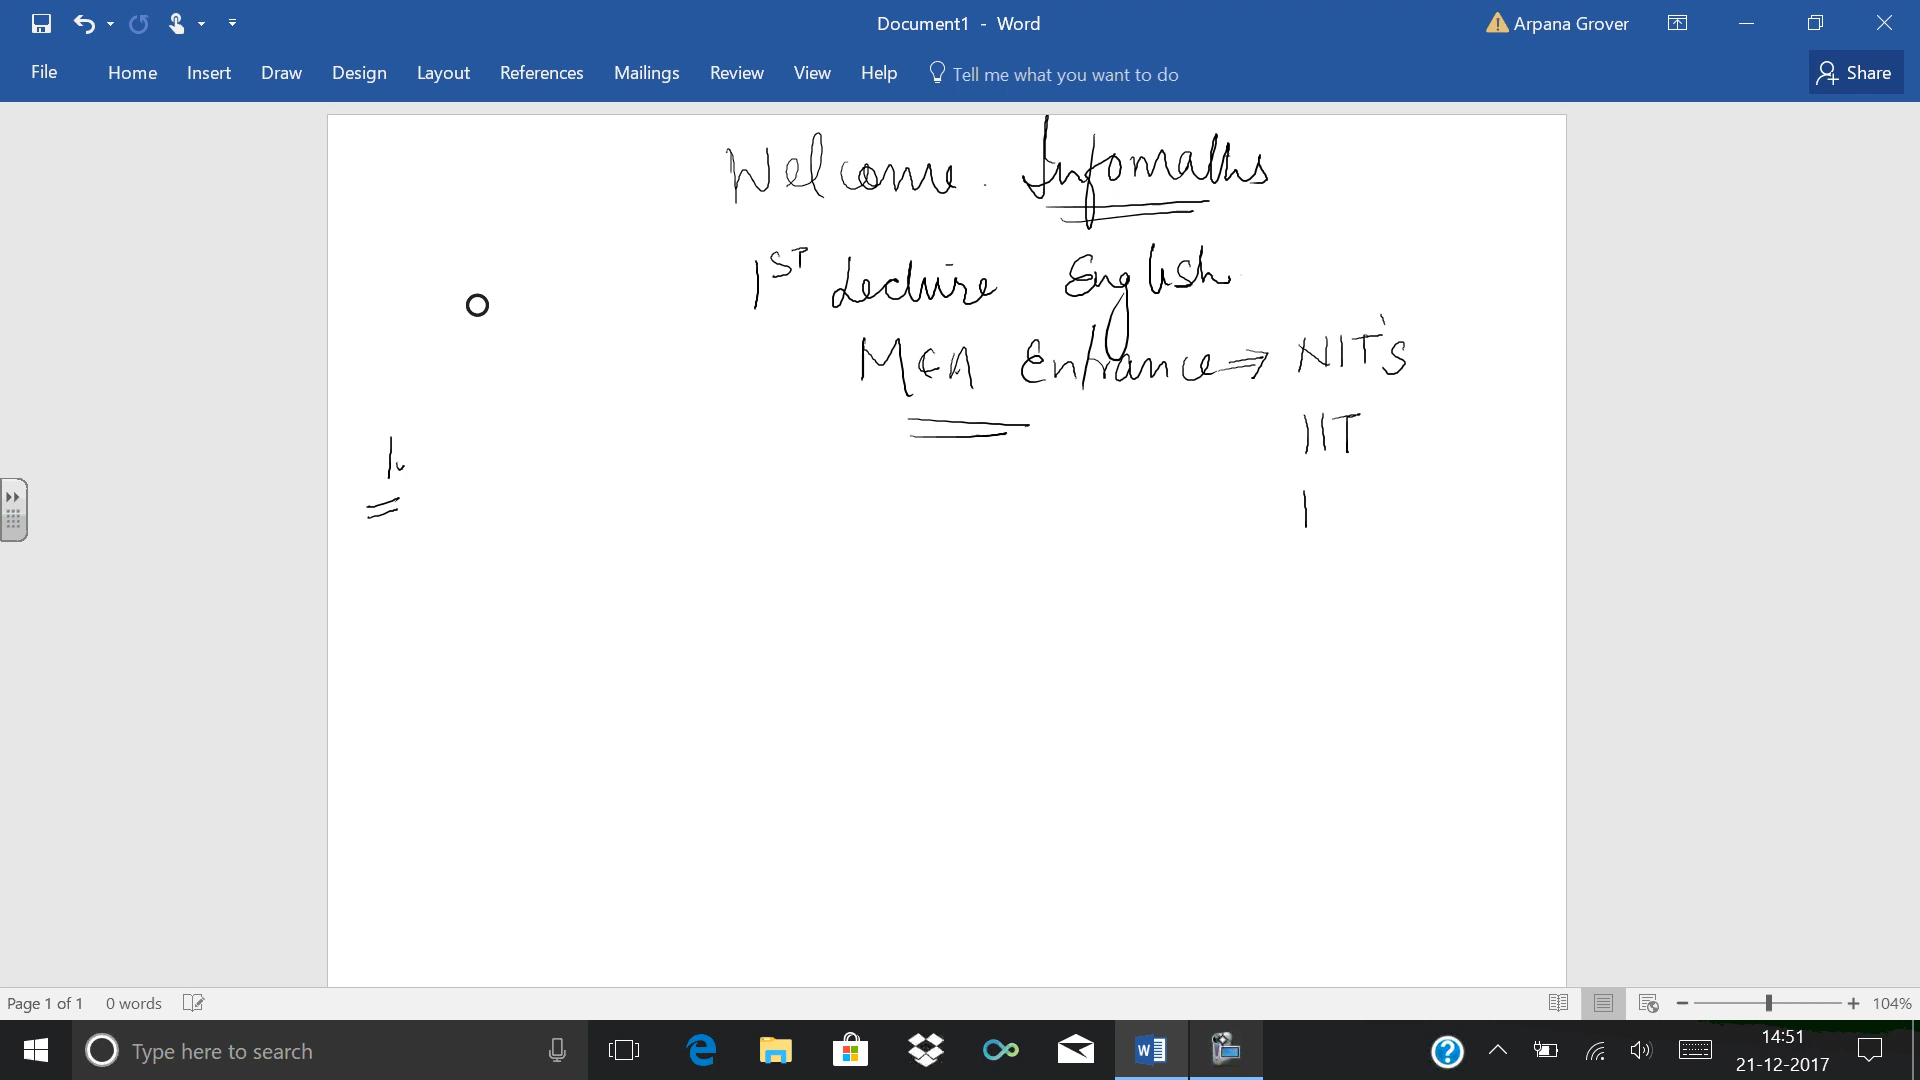 Document1 - Word
Arpana Grover
File Home Insert Draw Design Layout References Mailings Review View Help Tell me what you want to do
Share
Welcome. Infomaths
1ST Lecture English
MCA Entrance ⇒ NIT's
IIT
1.
Page 1 of 1 0 words
104%
Type here to search
14:51
21-12-2017